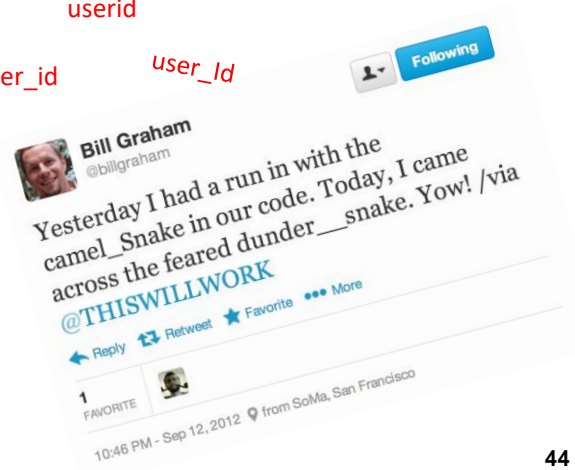 userid
er_id
user_Id
Following
Bill Graham
@billgraham
Yesterday I had a run in with the
camel_Snake in our code. Today, I came
across the feared dunder__snake. Yow! /via
@THISWILLWORK
Reply Retweet Favorite More
1
FAVORITE
10:46 PM - Sep 12, 2012 from SoMa, San Francisco
44